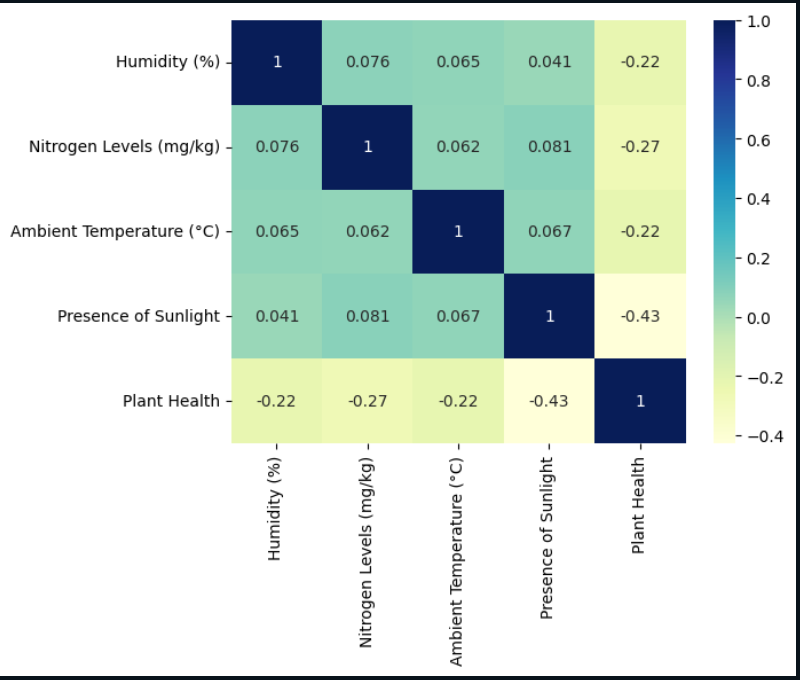 Humidity (%) 1 0.076 0.065 0.041 -0.22
Nitrogen Levels (mg/kg) 0.076 1 0.062 0.081 -0.27
Ambient Temperature (°C) 0.065 0.062 1 0.067 -0.22
Presence of Sunlight 0.041 0.081 0.067 1 -0.43
Plant Health -0.22 -0.27 -0.22 -0.43 1
Humidity (%)
Nitrogen Levels (mg/kg)
Ambient Temperature (°C)
Presence of Sunlight
Plant Health
1.0
0.8
0.6
0.4
0.2
0.0
−0.2
−0.4